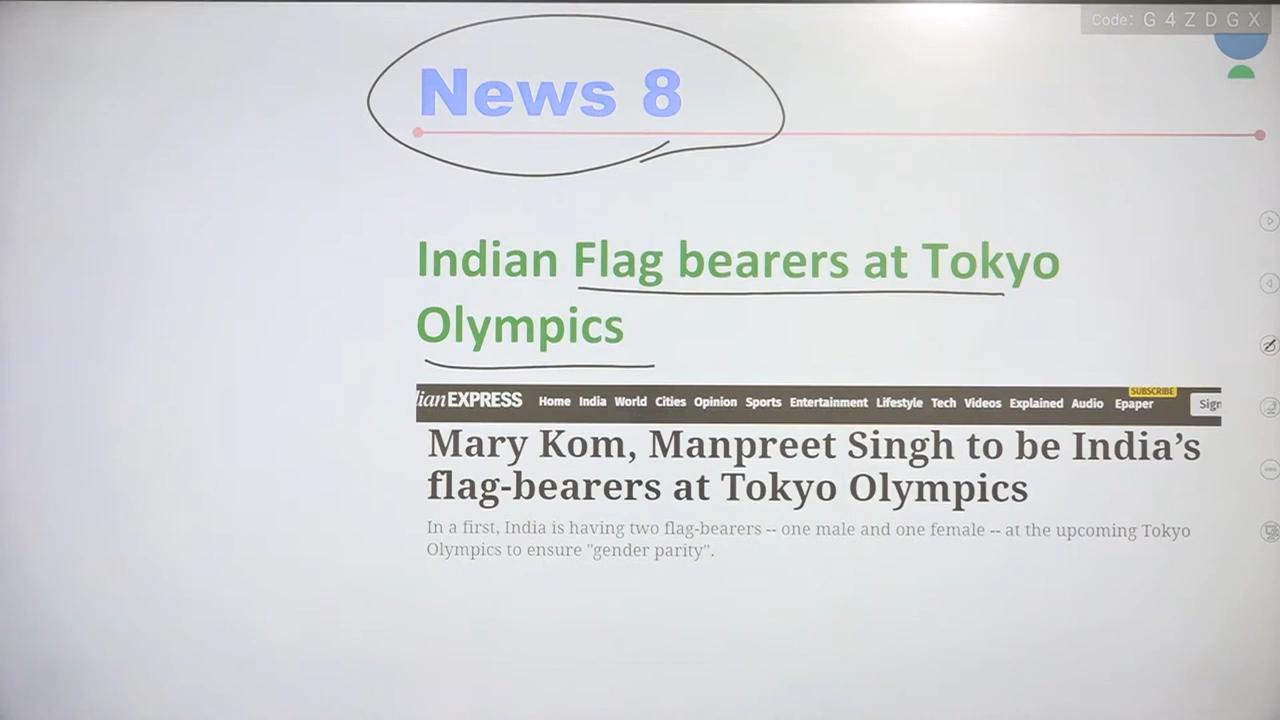 Code: G 4 Z D G X
News 8
Indian Flag bearers at Tokyo
Olympics
SUBSCRIBE
ian EXPRESS Home India World Cities Opinion Sports Entertainment Lifestyle Tech Videos Explained Audio Epaper Sign
Mary Kom, Manpreet Singh to be India's
flag-bearers at Tokyo Olympics
In a first, India is having two flag-bearers -- one male and one female -- at the upcoming Tokyo
Olympics to ensure "gender parity".